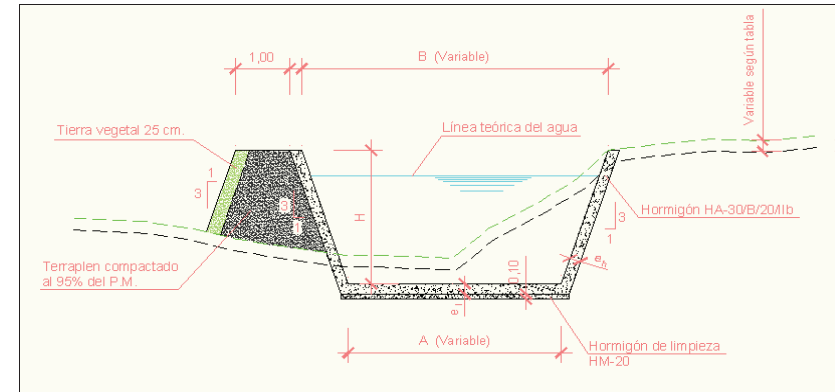 1,00
B (Variable)
Variable según tabla
Tierra vegetal 25 cm.
Línea teórica del agua
1
3
H
3
1
Hormigón HA-30/B/20/IIb
3
1
Terraplen compactado
al 95% del P.M.
0,10
eh
el
A (Variable)
Hormigón de limpieza
HM-20